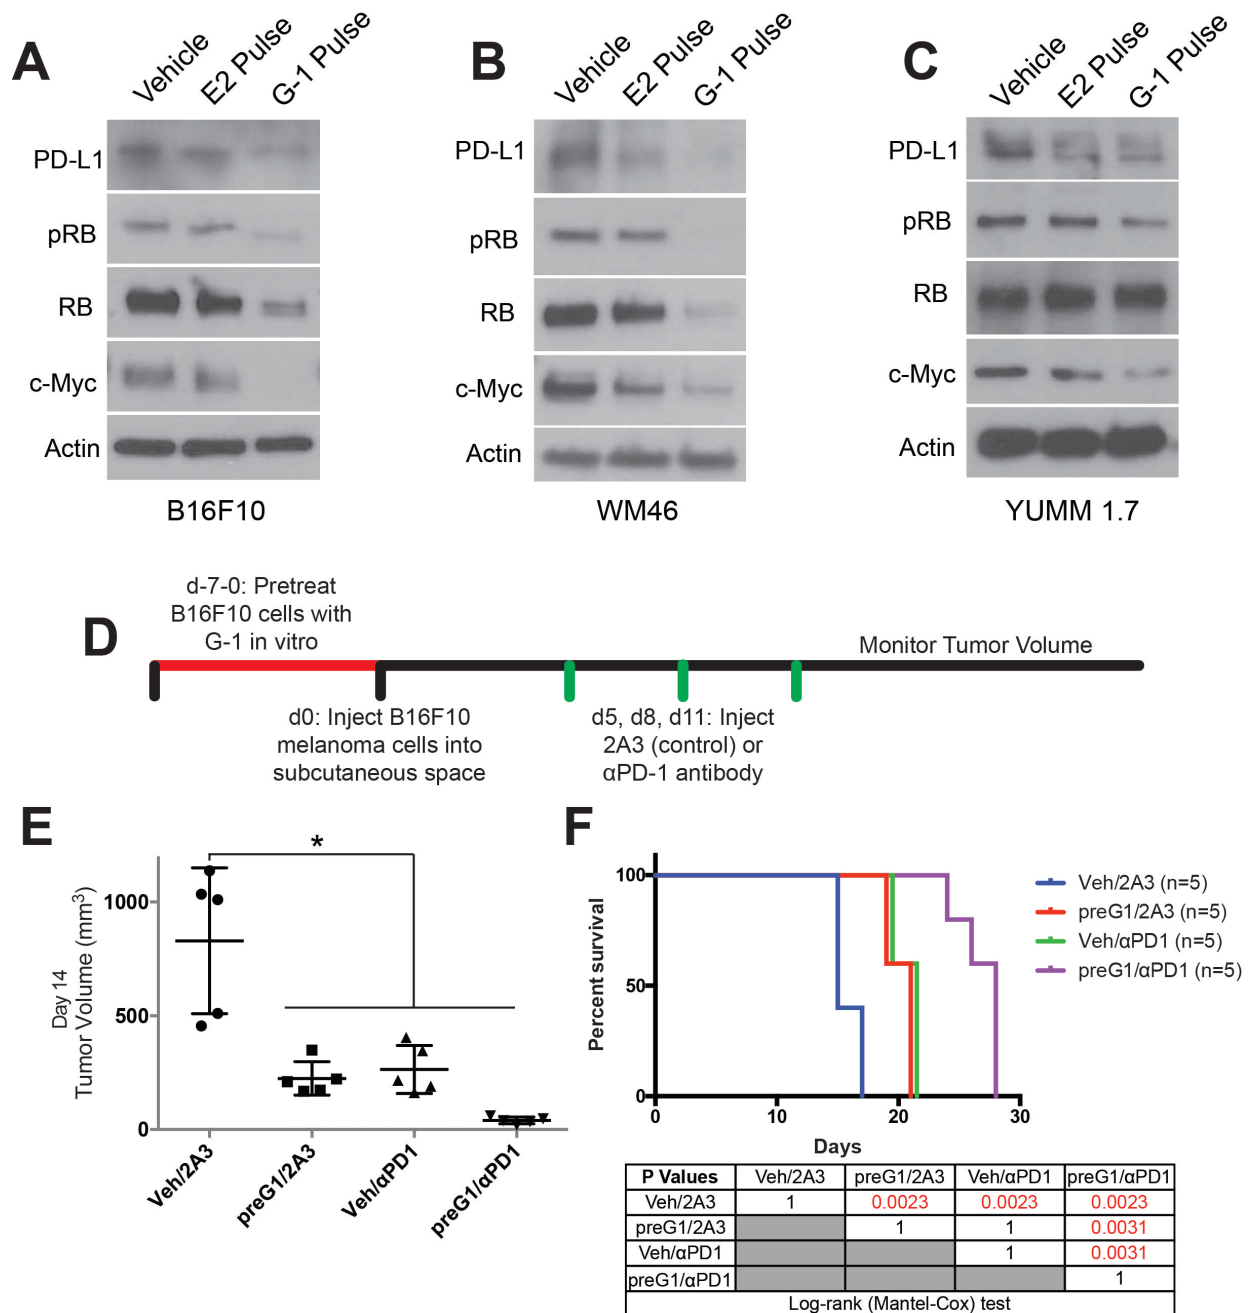 A
Vehicle
E2 Pulse
G-1 Pulse
PD-L1
pRB
RB
c-Myc
Actin
B16F10
B
Vehicle
E2 Pulse
G-1 Pulse
PD-L1
pRB
RB
c-Myc
Actin
WM46
C
Vehicle
E2 Pulse
G-1 Pulse
PD-L1
pRB
RB
c-Myc
Actin
YUMM 1.7
D
d-7-0: Pretreat
B16F10 cells with
G-1 in vitro
d0: Inject B16F10
melanoma cells into
subcutaneous space
d5, d8, d11: Inject
2A3 (control) or
αPD-1 antibody
Monitor Tumor Volume
E
Day 14
Tumor Volume (mm³)
1000
500
0
*
Veh/2A3
preG1/2A3
Veh/αPD1
preG1/αPD1
F
Percent survival
100
50
0
0 10 20 30
Days
Veh/2A3 (n=5)
preG1/2A3 (n=5)
Veh/αPD1 (n=5)
preG1/αPD1 (n=5)
P Values Veh/2A3 preG1/2A3 Veh/αPD1 preG1/αPD1
Veh/2A3 1 0.0023 0.0023 0.0023
preG1/2A3 1 1 0.0031
Veh/αPD1 1 0.0031
preG1/αPD1 1
Log-rank (Mantel-Cox) test